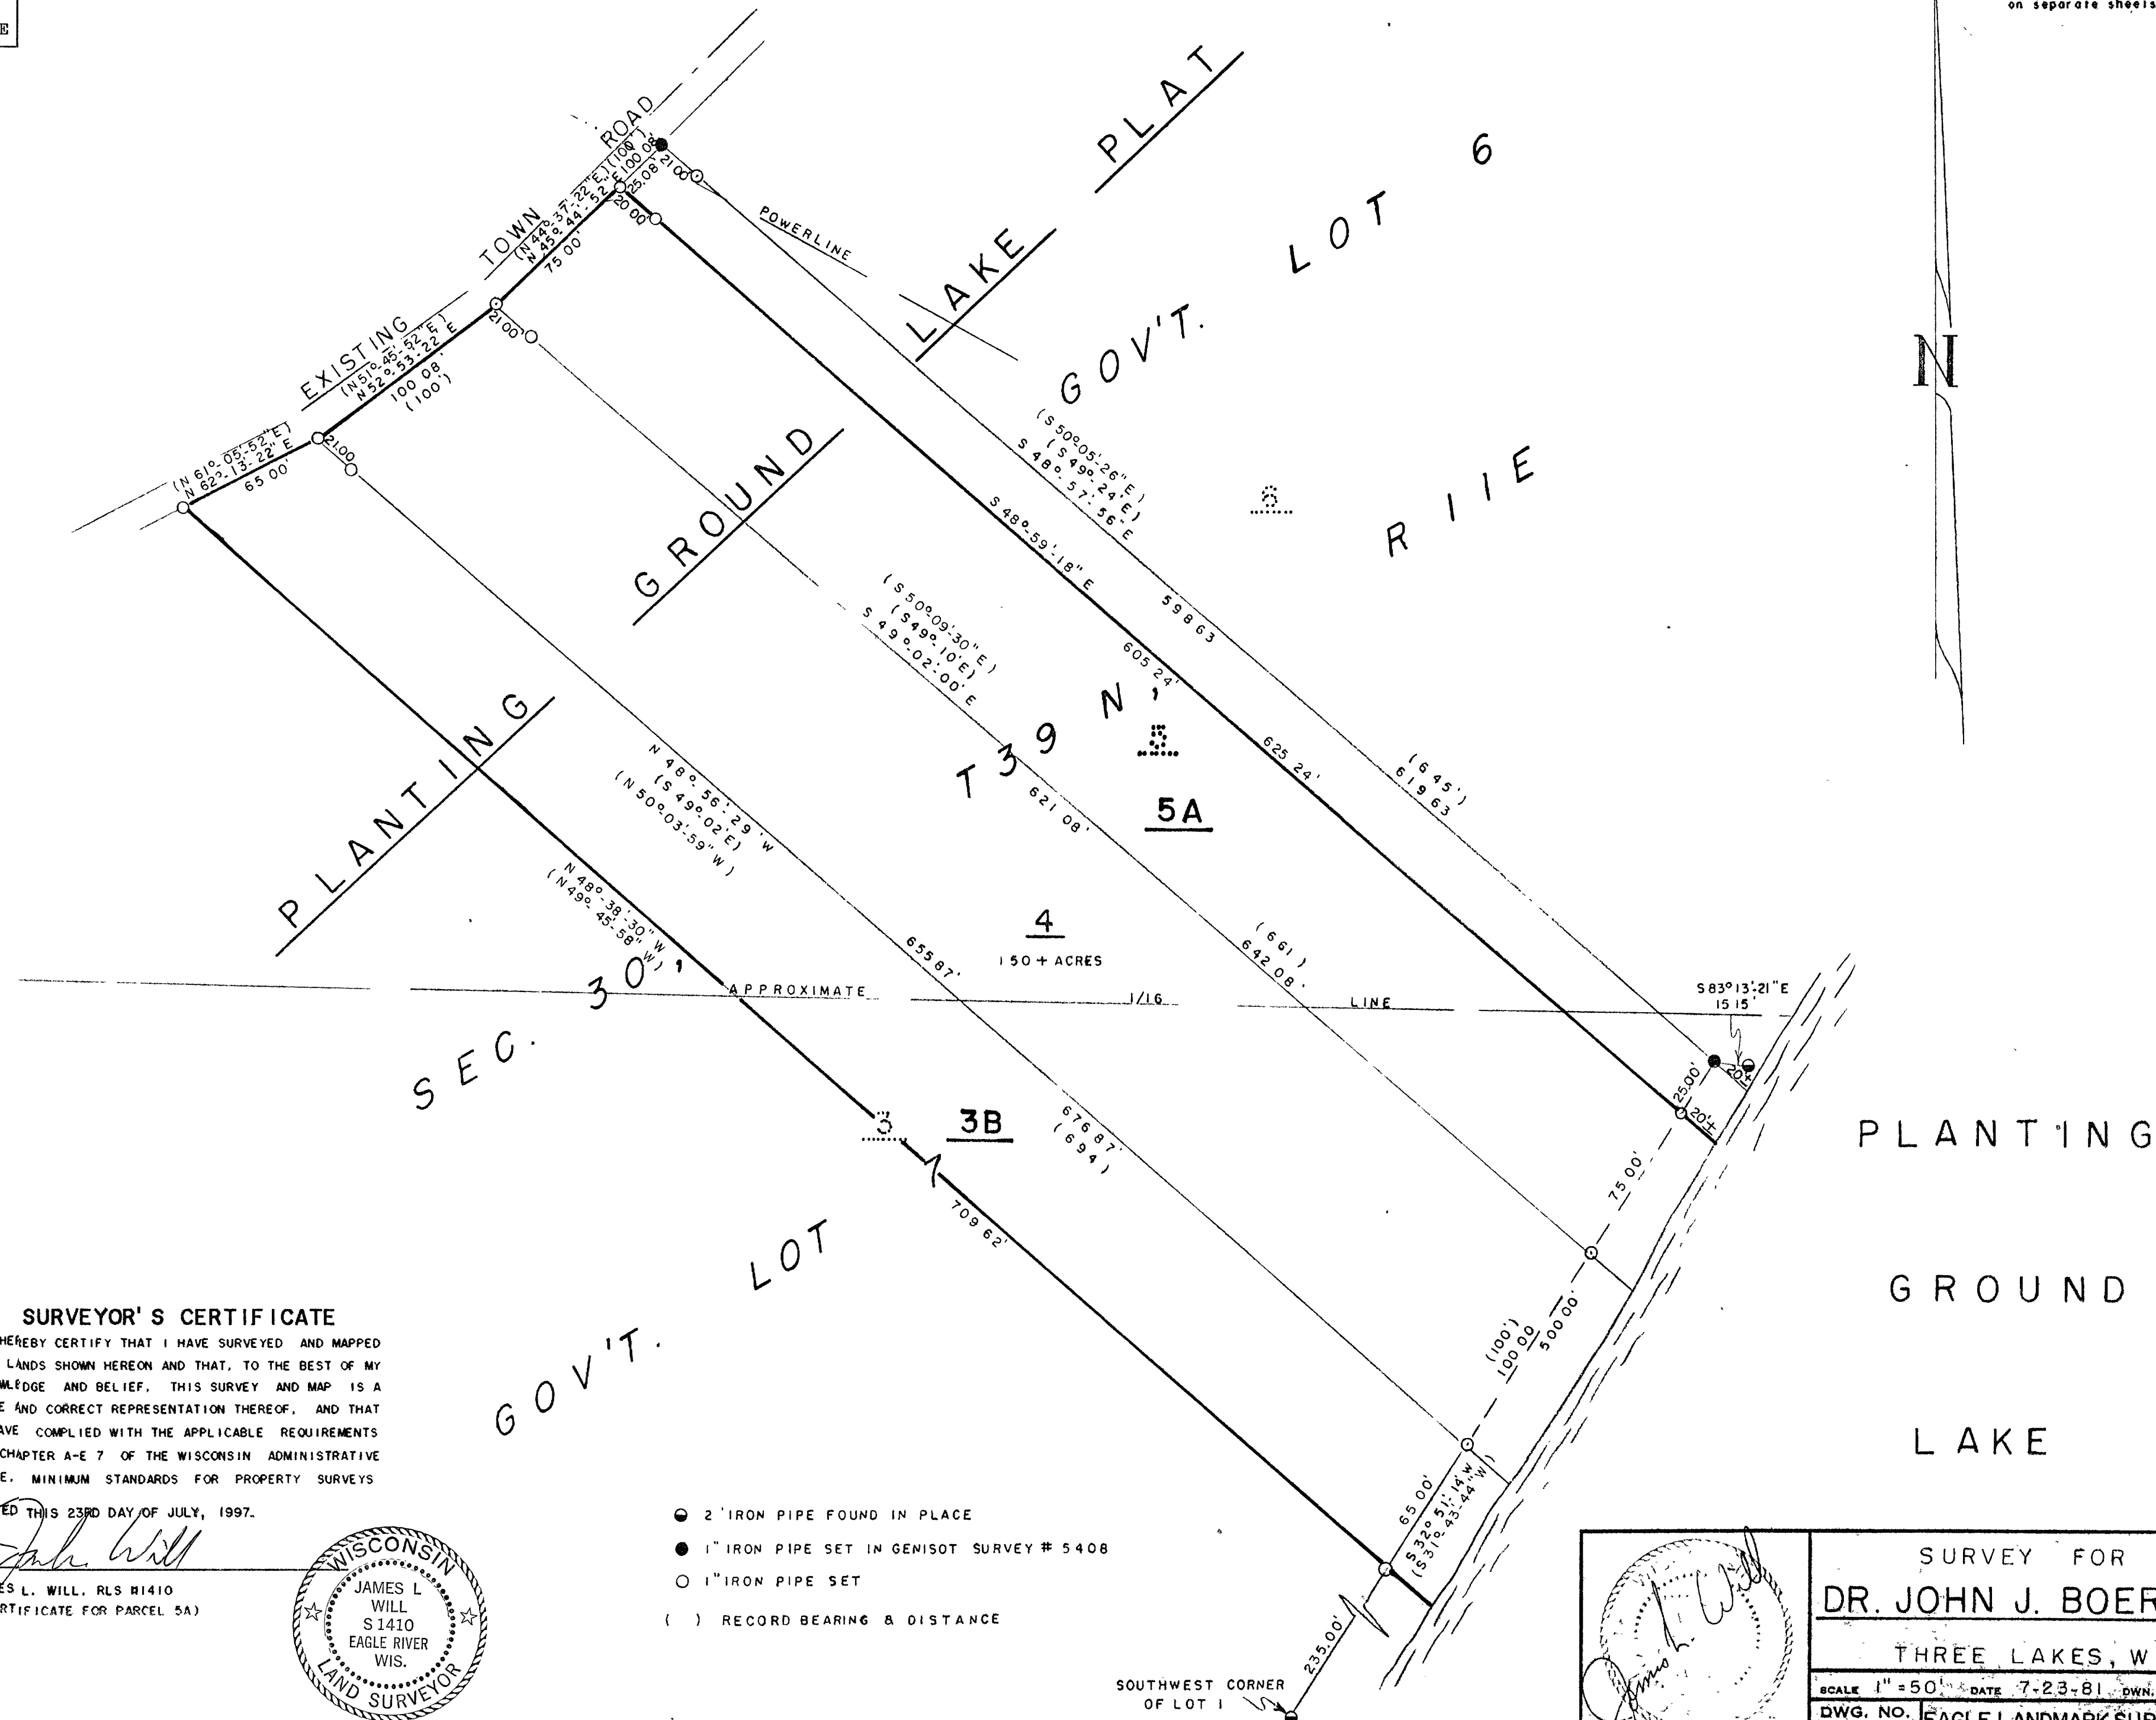 E
on separate sheets
N
TOWN ROAD
EXISTING
(N 44°-37'-22"E) (100')
N 45°-44'-52" E 100 08'
75 00'
25.08'
21 00'
20 00'
(N 51°-45'-52"E)
N 52°-53'-22" E
100 08'
(100')
21 00'
(N 61°-05'-52"E)
N 62°-13'-22" E
65 00'
21.00
POWERLINE
PLANTING GROUND LAKE PLAT
GOV'T. LOT 6
SEC. 30, T 39 N, R 11 E
6
(S 50°-05'-26"E)
(S 49°-24'E)
S 48°-57'-56" E
598 63
(645')
619 63
S 48°-59'-18" E
605 24'
625 24'
(S 50°-09'-30"E)
(S 49°-10'E)
S 49°-02'-00' E
621 08'
(661)
642 08'
5
5A
N 48°-56'-29"W
(S 49°-02'E)
(N 50°-03'-59" W)
655 87'
676 87'
(694)
4
1 50 + ACRES
N 48°-38'-30" W
(N 49°-45'-58" W)
709 62'
APPROXIMATE 1/16 LINE
3
3B
GOV'T. LOT 7
S 83°13'-21"E
15 15'
20'±
25.00'
20'±
75 00'
(100')
100 00
500 00'
65 00'
S 32°-51'-14"W
(S 31°-43'-44"W)
235.00'
SOUTHWEST CORNER
OF LOT 1
PLANTING
GROUND
LAKE
SURVEYOR'S CERTIFICATE
HEREBY CERTIFY THAT I HAVE SURVEYED AND MAPPED
LANDS SHOWN HEREON AND THAT, TO THE BEST OF MY
WLEDGE AND BELIEF, THIS SURVEY AND MAP IS A
E AND CORRECT REPRESENTATION THEREOF, AND THAT
AVE COMPLIED WITH THE APPLICABLE REQUIREMENTS
CHAPTER A-E 7 OF THE WISCONSIN ADMINISTRATIVE
E, MINIMUM STANDARDS FOR PROPERTY SURVEYS
ED THIS 23RD DAY OF JULY, 1997.
ES L. WILL, RLS #1410
RTIFICATE FOR PARCEL 5A)
WISCONSIN
JAMES L
WILL
S 1410
EAGLE RIVER
WIS.
LAND SURVEYOR
2" IRON PIPE FOUND IN PLACE
1" IRON PIPE SET IN GENISOT SURVEY # 5408
1" IRON PIPE SET
( ) RECORD BEARING & DISTANCE
James L. Will
SURVEY FOR
DR. JOHN J. BOER
THREE LAKES, W
SCALE 1" = 50' DATE 7-23-81 DWN.
DWG. NO. EAGLE LANDMARK SUR